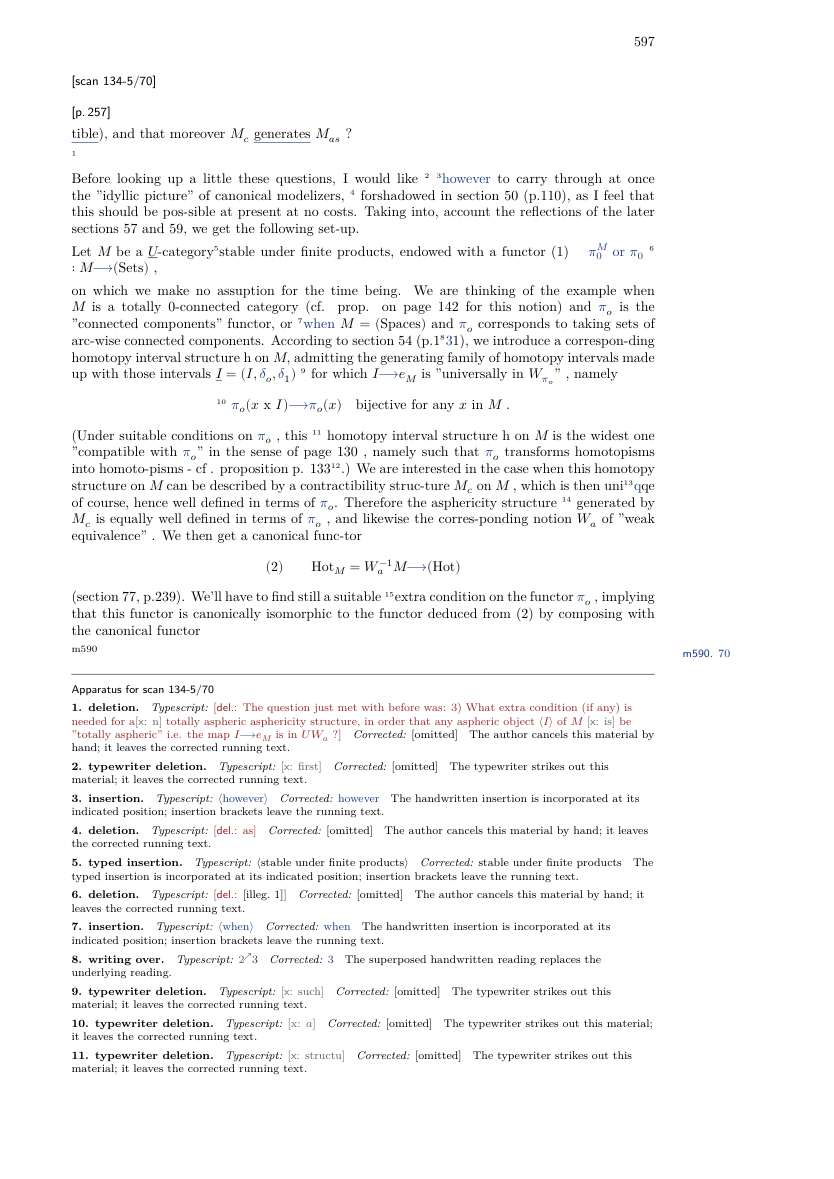 597
[scan 134-5/70]
[p. 257]
tible), and that moreover M_c generates M_as ?
1
Before looking up a little these questions, I would like ² ³however to carry through at once
the ”idyllic picture” of canonical modelizers, ⁴ forshadowed in section 50 (p.110), as I feel that
this should be pos-sible at present at no costs. Taking into, account the reflections of the later
sections 57 and 59, we get the following set-up.
Let M be a U-category⁵stable under finite products, endowed with a functor (1) π₀^M or π₀ ⁶
: M⟶(Sets) ,
on which we make no assuption for the time being. We are thinking of the example when
M is a totally 0-connected category (cf. prop. on page 142 for this notion) and π_o is the
”connected components” functor, or ⁷when M = (Spaces) and π_o corresponds to taking sets of
arc-wise connected components. According to section 54 (p.1⁸31), we introduce a correspon-ding
homotopy interval structure h on M, admitting the generating family of homotopy intervals made
up with those intervals I = (I, δ_o, δ_1) ⁹ for which I⟶e_M is ”universally in W_π_o” , namely
¹⁰ π_o(x x I)⟶π_o(x) bijective for any x in M .
(Under suitable conditions on π_o , this ¹¹ homotopy interval structure h on M is the widest one
”compatible with π_o” in the sense of page 130 , namely such that π_o transforms homotopisms
into homoto-pisms - cf . proposition p. 133¹².) We are interested in the case when this homotopy
structure on M can be described by a contractibility struc-ture M_c on M , which is then uni¹³qqe
of course, hence well defined in terms of π_o. Therefore the asphericity structure ¹⁴ generated by
M_c is equally well defined in terms of π_o , and likewise the corres-ponding notion W_a of ”weak
equivalence” . We then get a canonical func-tor
(2) Hot_M = W_a^{-1}M⟶(Hot)
(section 77, p.239). We'll have to find still a suitable ¹⁵extra condition on the functor π_o , implying
that this functor is canonically isomorphic to the functor deduced from (2) by composing with
the canonical functor
m590
m590. 70
Apparatus for scan 134-5/70
1. deletion. Typescript: [del.: The question just met with before was: 3) What extra condition (if any) is
needed for a[x: n] totally aspheric asphericity structure, in order that any aspheric object ⟨I⟩ of M [x: is] be
”totally aspheric” i.e. the map I⟶e_M is in UW_a ?] Corrected: [omitted] The author cancels this material by
hand; it leaves the corrected running text.
2. typewriter deletion. Typescript: [x: first] Corrected: [omitted] The typewriter strikes out this
material; it leaves the corrected running text.
3. insertion. Typescript: ⟨however⟩ Corrected: however The handwritten insertion is incorporated at its
indicated position; insertion brackets leave the running text.
4. deletion. Typescript: [del.: as] Corrected: [omitted] The author cancels this material by hand; it leaves
the corrected running text.
5. typed insertion. Typescript: ⟨stable under finite products⟩ Corrected: stable under finite products The
typed insertion is incorporated at its indicated position; insertion brackets leave the running text.
6. deletion. Typescript: [del.: [illeg. 1]] Corrected: [omitted] The author cancels this material by hand; it
leaves the corrected running text.
7. insertion. Typescript: ⟨when⟩ Corrected: when The handwritten insertion is incorporated at its
indicated position; insertion brackets leave the running text.
8. writing over. Typescript: 2↗3 Corrected: 3 The superposed handwritten reading replaces the
underlying reading.
9. typewriter deletion. Typescript: [x: such] Corrected: [omitted] The typewriter strikes out this
material; it leaves the corrected running text.
10. typewriter deletion. Typescript: [x: a] Corrected: [omitted] The typewriter strikes out this material;
it leaves the corrected running text.
11. typewriter deletion. Typescript: [x: structu] Corrected: [omitted] The typewriter strikes out this
material; it leaves the corrected running text.